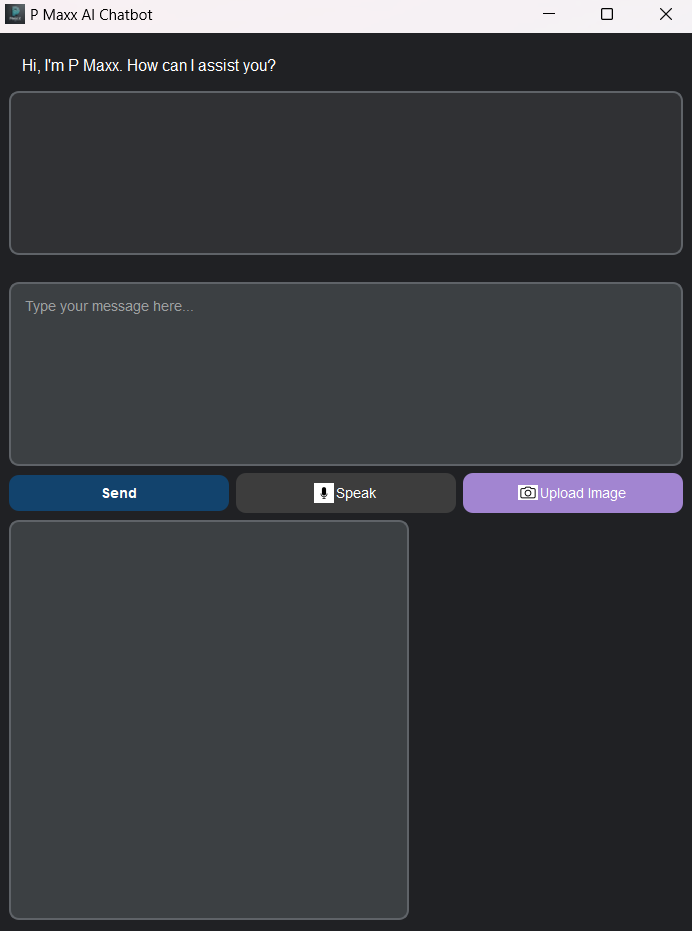 P Maxx AI Chatbot
Hi, I'm P Maxx. How can I assist you?
Type your message here...
Send
Speak
Upload Image